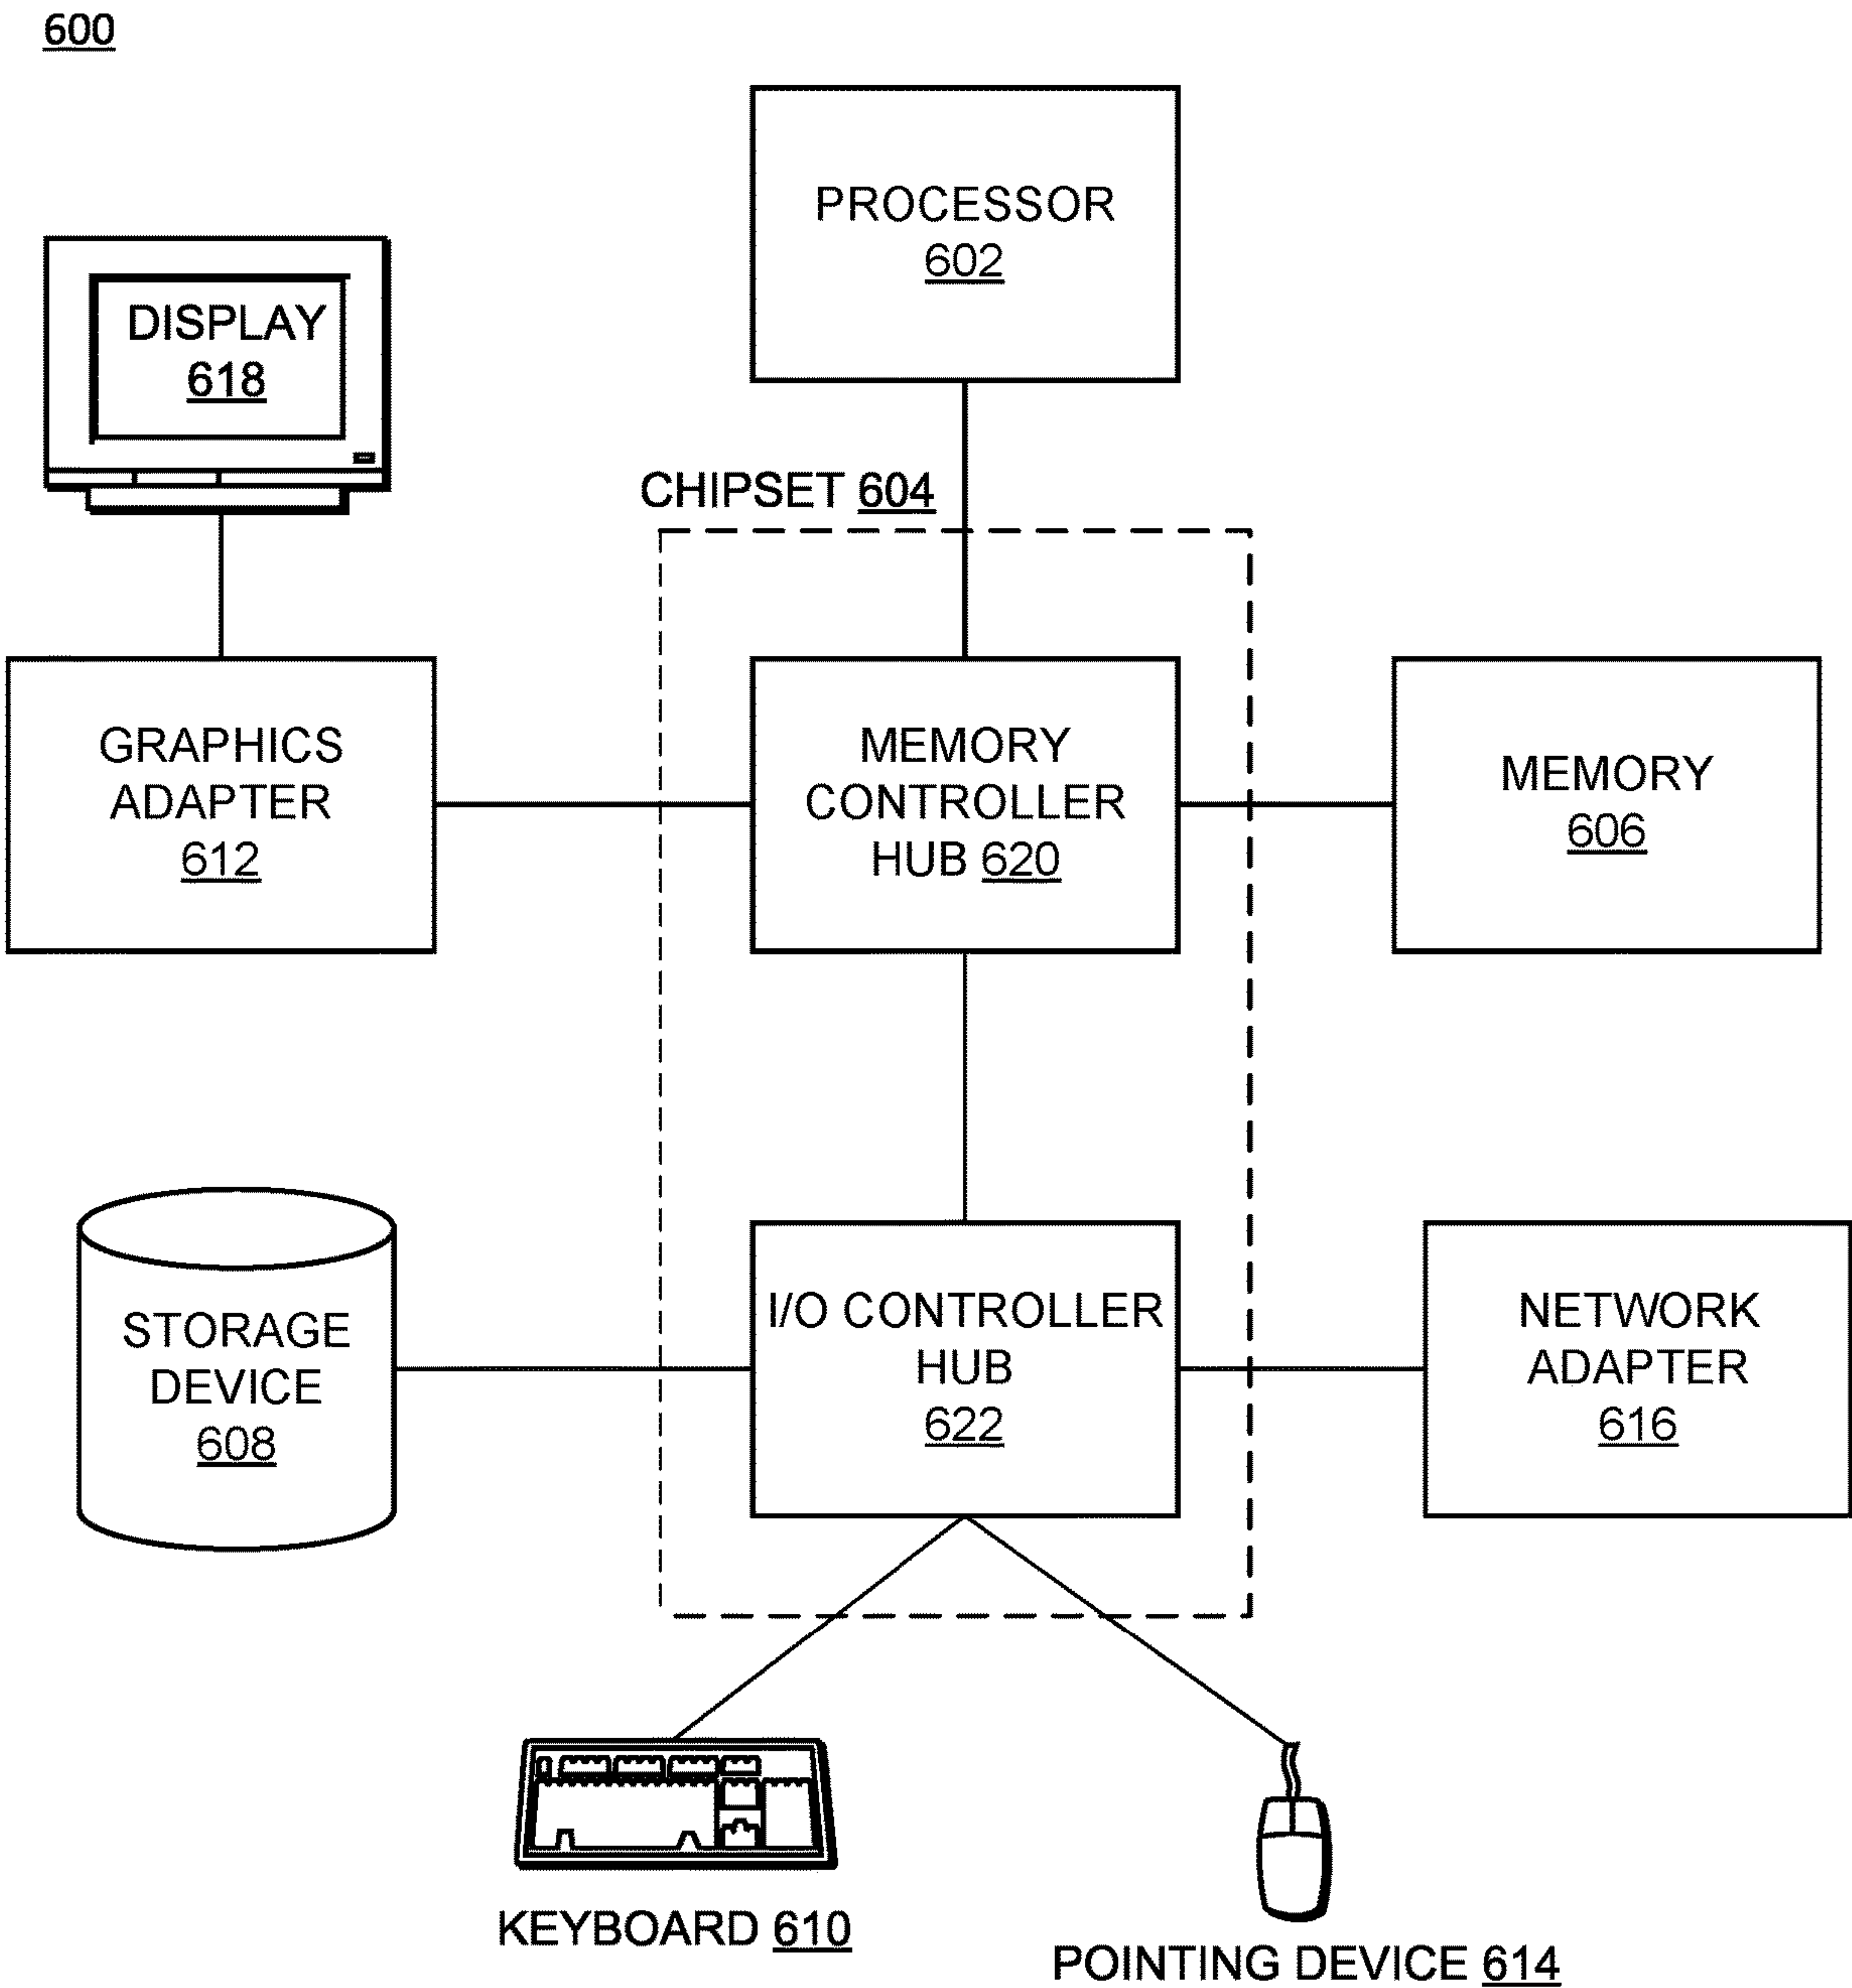 600
PROCESSOR
602
DISPLAY
618
CHIPSET 604
GRAPHICS
ADAPTER
612
MEMORY
CONTROLLER
HUB 620
MEMORY
606
STORAGE
DEVICE
608
I/O CONTROLLER
HUB
622
NETWORK
ADAPTER
616
KEYBOARD 610
POINTING DEVICE 614